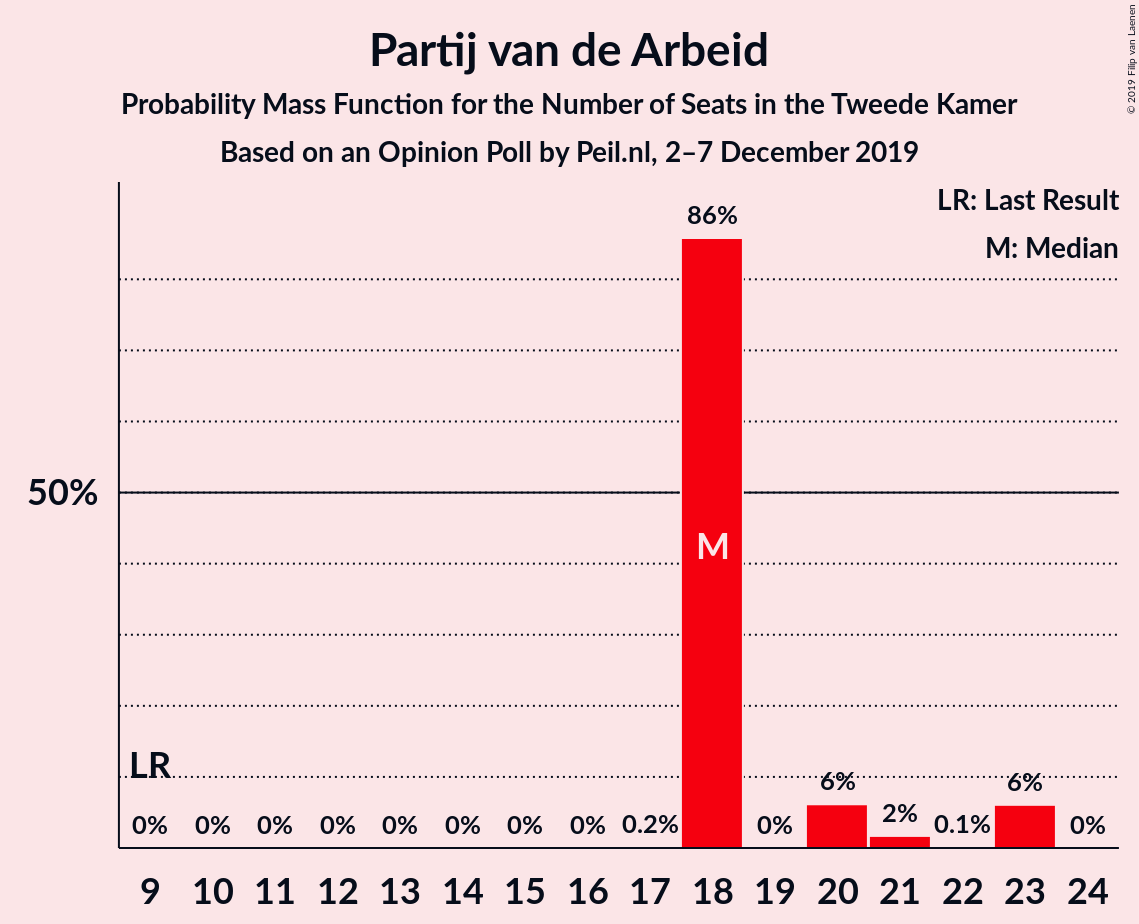 Partij van de Arbeid
Probability Mass Function for the Number of Seats in the Tweede Kamer
Based on an Opinion Poll by Peil.nl, 2–7 December 2019
© 2019 Filip van Laenen
LR: Last Result
M: Median
86%
50%
M
LR
0% 0% 0% 0% 0% 0% 0% 0% 0.2% 0% 6% 2% 0.1% 6% 0%
9 10 11 12 13 14 15 16 17 18 19 20 21 22 23 24